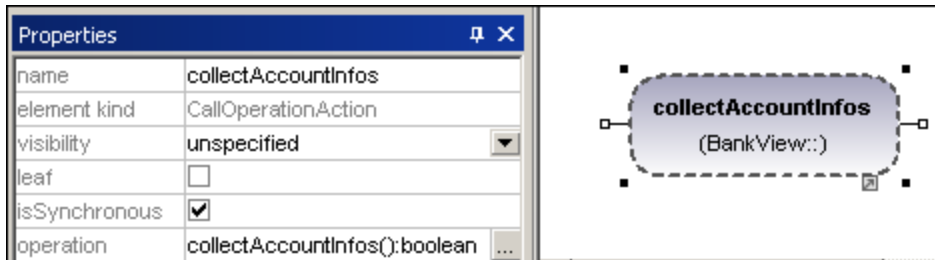 Properties
name collectAccountInfos
element kind CallOperationAction
visibility unspecified
leaf
isSynchronous
operation collectAccountInfos():boolean ...
collectAccountInfos
(BankView::)